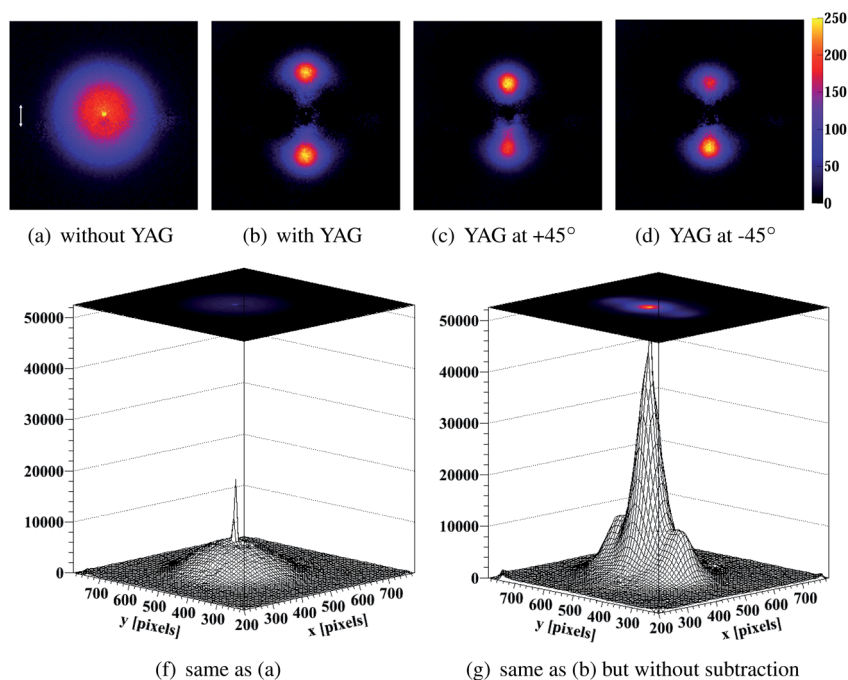 250
200
150
100
50
0
(a) without YAG
(b) with YAG
(c) YAG at +45°
(d) YAG at -45°
50000
40000
30000
20000
10000
0
700 600 500 400 300 200
y [pixels]
300 400 500 600 700
x [pixels]
50000
40000
30000
20000
10000
0
700 600 500 400 300 200
y [pixels]
300 400 500 600 700
x [pixels]
(f) same as (a)
(g) same as (b) but without subtraction